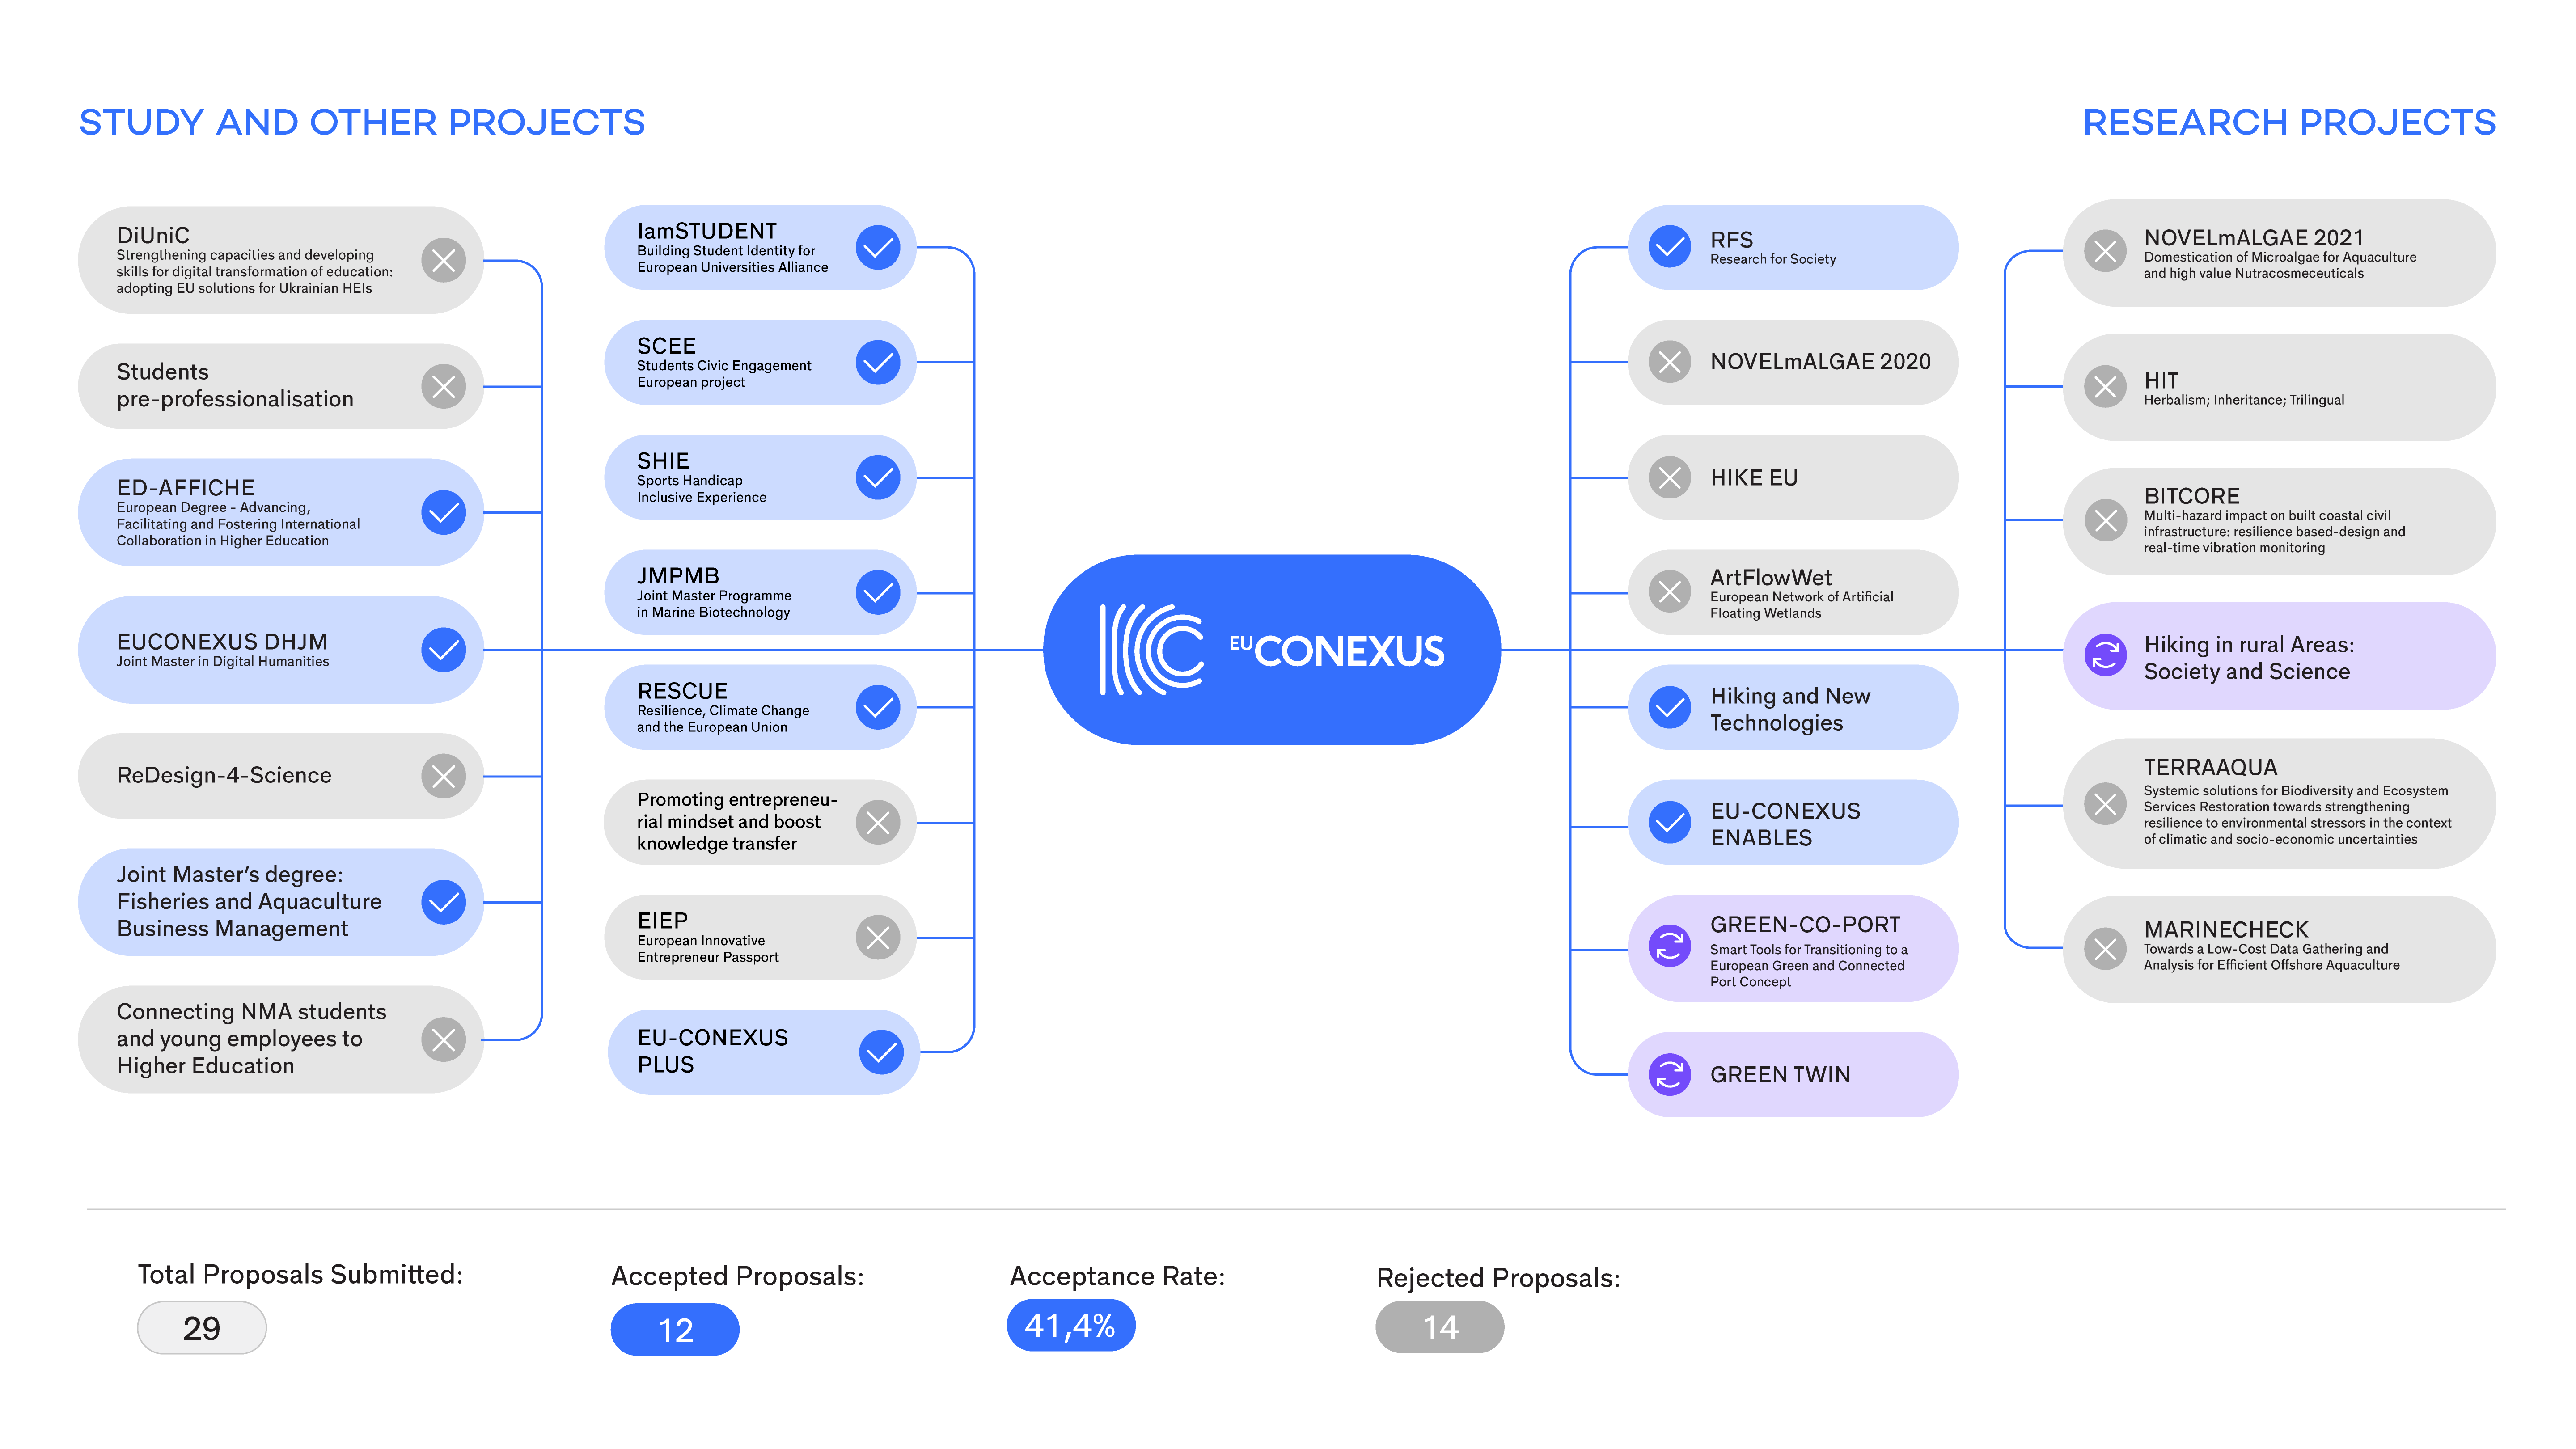 STUDY AND OTHER PROJECTS
RESEARCH PROJECTS
DiUniC
Strengthening capacities and developing
skills for digital transformation of education:
adopting EU solutions for Ukrainian HEIs
Students
pre-professionalisation
ED-AFFICHE
European Degree - Advancing,
Facilitating and Fostering International
Collaboration in Higher Education
EUCONEXUS DHJM
Joint Master in Digital Humanities
ReDesign-4-Science
Joint Master’s degree:
Fisheries and Aquaculture
Business Management
Connecting NMA students
and young employees to
Higher Education
IamSTUDENT
Building Student Identity for
European Universities Alliance
SCEE
Students Civic Engagement
European project
SHIE
Sports Handicap
Inclusive Experience
JMPMB
Joint Master Programme
in Marine Biotechnology
RESCUE
Resilience, Climate Change
and the European Union
Promoting entrepreneu-
rial mindset and boost
knowledge transfer
EIEP
European Innovative
Entrepreneur Passport
EU-CONEXUS
PLUS
EU CONEXUS
RFS
Research for Society
NOVELmALGAE 2020
HIKE EU
ArtFlowWet
European Network of Artificial
Floating Wetlands
Hiking and New
Technologies
EU-CONEXUS
ENABLES
GREEN-CO-PORT
Smart Tools for Transitioning to a
European Green and Connected
Port Concept
GREEN TWIN
NOVELmALGAE 2021
Domestication of Microalgae for Aquaculture
and high value Nutracosmeceuticals
HIT
Herbalism; Inheritance; Trilingual
BITCORE
Multi-hazard impact on built coastal civil
infrastructure: resilience based-design and
real-time vibration monitoring
Hiking in rural Areas:
Society and Science
TERRAAQUA
Systemic solutions for Biodiversity and Ecosystem
Services Restoration towards strengthening
resilience to environmental stressors in the context
of climatic and socio-economic uncertainties
MARINECHECK
Towards a Low-Cost Data Gathering and
Analysis for Efficient Offshore Aquaculture
Total Proposals Submitted:
29
Accepted Proposals:
12
Acceptance Rate:
41,4%
Rejected Proposals:
14